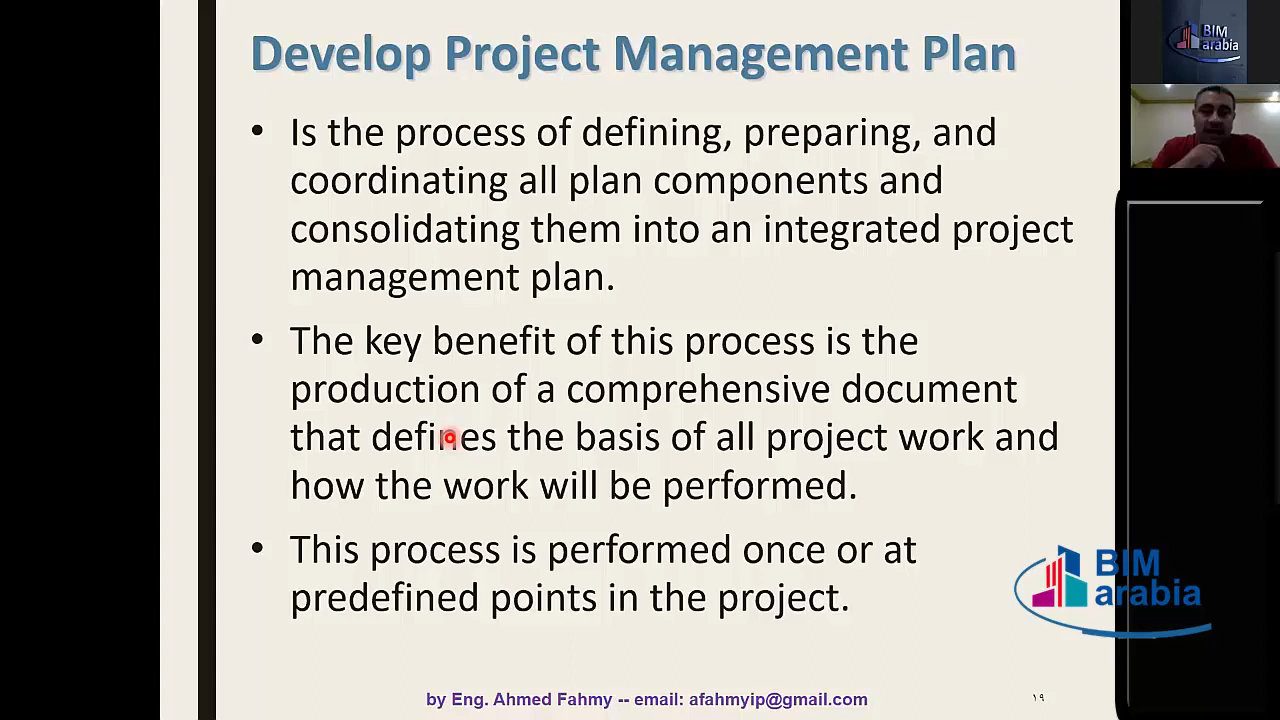 Develop Project Management Plan
• Is the process of defining, preparing, and
coordinating all plan components and
consolidating them into an integrated project
management plan.
• The key benefit of this process is the
production of a comprehensive document
that defines the basis of all project work and
how the work will be performed.
• This process is performed once or at
predefined points in the project.
by Eng. Ahmed Fahmy -- email: afahmyip@gmail.com
١٩
BIM
arabia
BIM
arabia